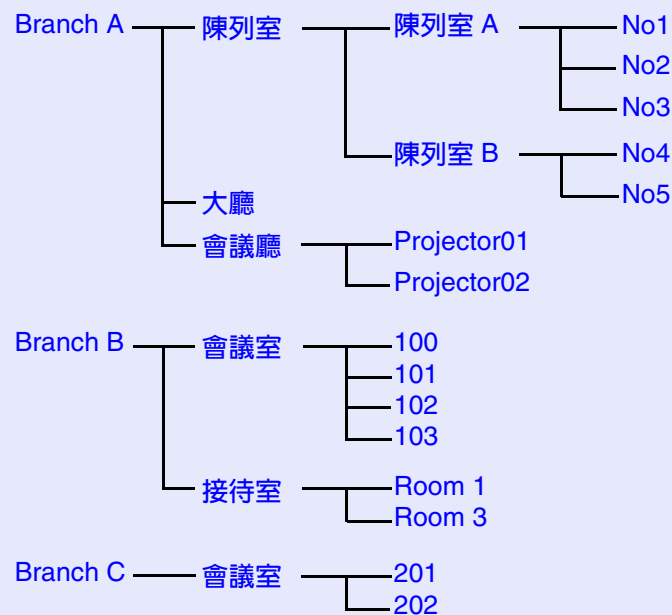 Branch A 陳列室 陳列室 A No1
No2
No3
陳列室 B No4
No5
大廳
會議廳 Projector01
Projector02
Branch B 會議室 100
101
102
103
接待室 Room 1
Room 3
Branch C 會議室 201
202